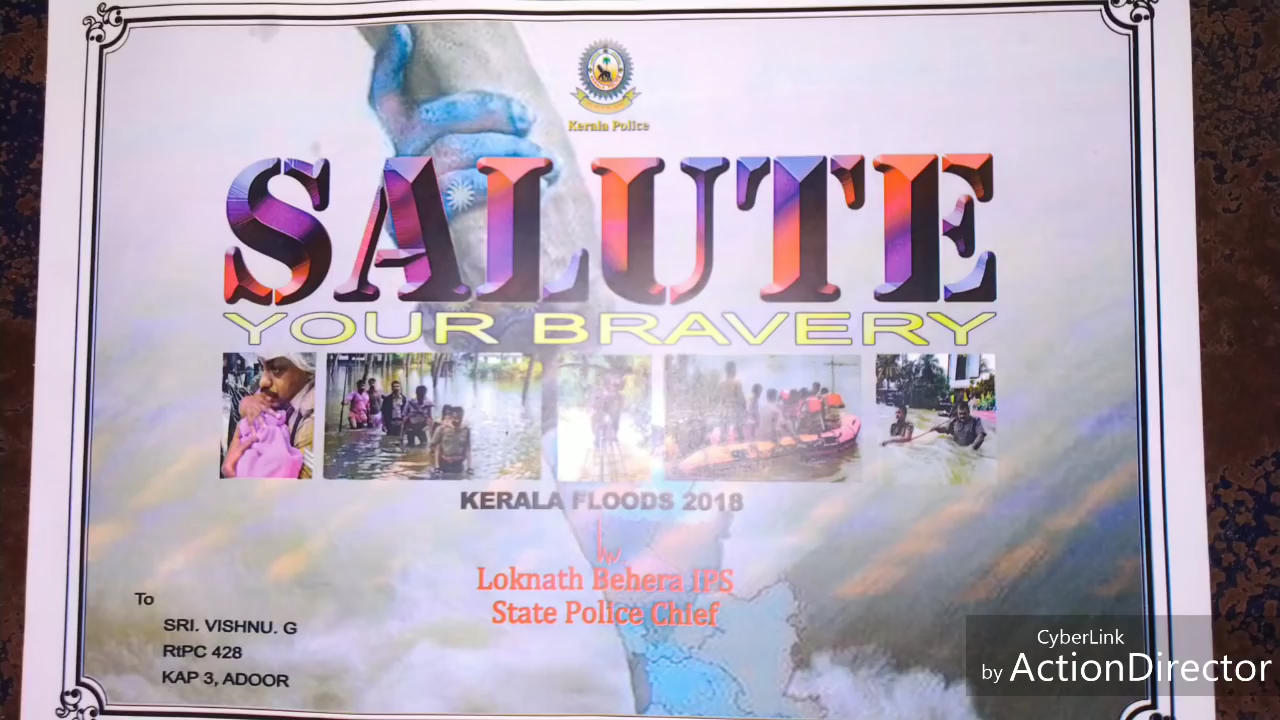 Kerala Police
SALUTE
YOUR BRAVERY
KERALA FLOODS 2018
Loknath Behera IPS
State Police Chief
To
SRI. VISHNU. G
RtPC 428
KAP 3, ADOOR
CyberLink
by ActionDirector